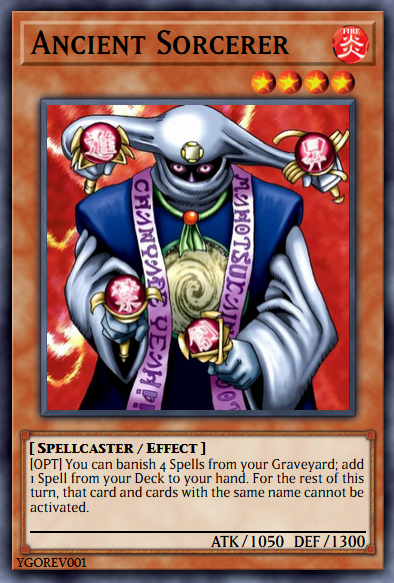 ANCIENT SORCERER
FIRE
炎
[ SPELLCASTER / EFFECT ]
[OPT] You can banish 4 Spells from your Graveyard; add
1 Spell from your Deck to your hand. For the rest of this
turn, that card and cards with the same name cannot be
activated.
ATK / 1050 DEF / 1300
YGOREV001